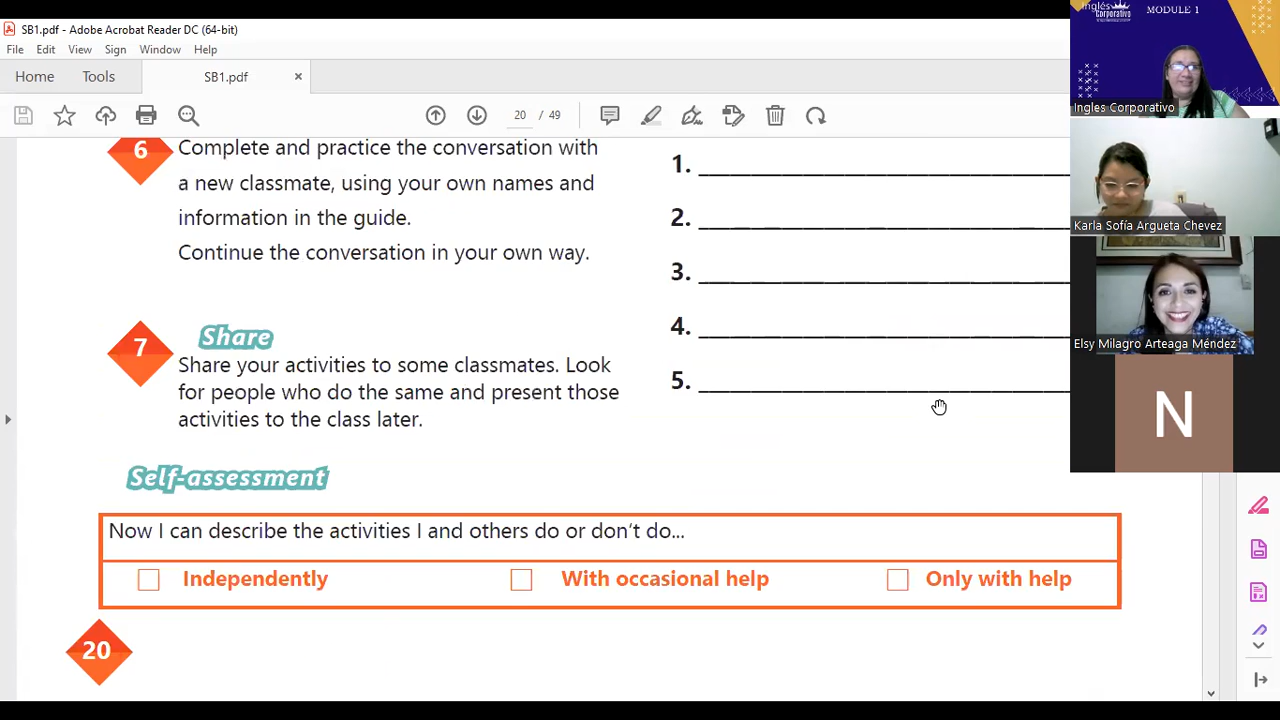 SB1.pdf - Adobe Acrobat Reader DC (64-bit)
File Edit View Sign Window Help
Home Tools SB1.pdf ×
20 / 49
6
Complete and practice the conversation with
a new classmate, using your own names and
information in the guide.
Continue the conversation in your own way.
7
Share
Share your activities to some classmates. Look
for people who do the same and present those
activities to the class later.
1.
2.
3.
4.
5.
Self-assessment
Now I can describe the activities I and others do or don't do...
Independently With occasional help Only with help
20
Inglés
corporativo
MODULE 1
Ingles Corporativo
Karla Sofía Argueta Chevez
Elsy Milagro Arteaga Méndez
N